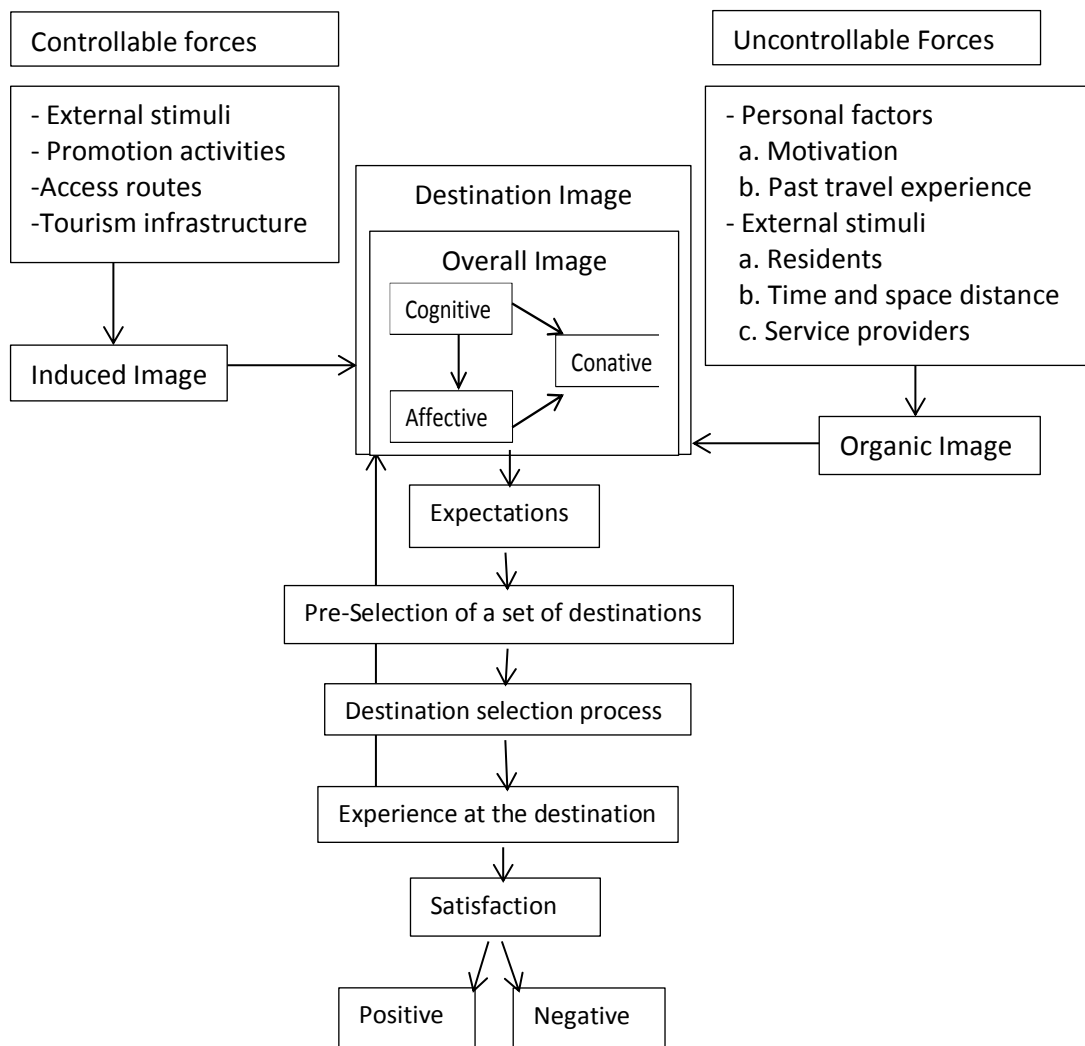 Controllable forces
- External stimuli
- Promotion activities
-Access routes
-Tourism infrastructure
Induced Image
Destination Image
Overall Image
Cognitive
Conative
Affective
Uncontrollable Forces
- Personal factors
a. Motivation
b. Past travel experience
- External stimuli
a. Residents
b. Time and space distance
c. Service providers
Organic Image
Expectations
Pre-Selection of a set of destinations
Destination selection process
Experience at the destination
Satisfaction
Positive
Negative